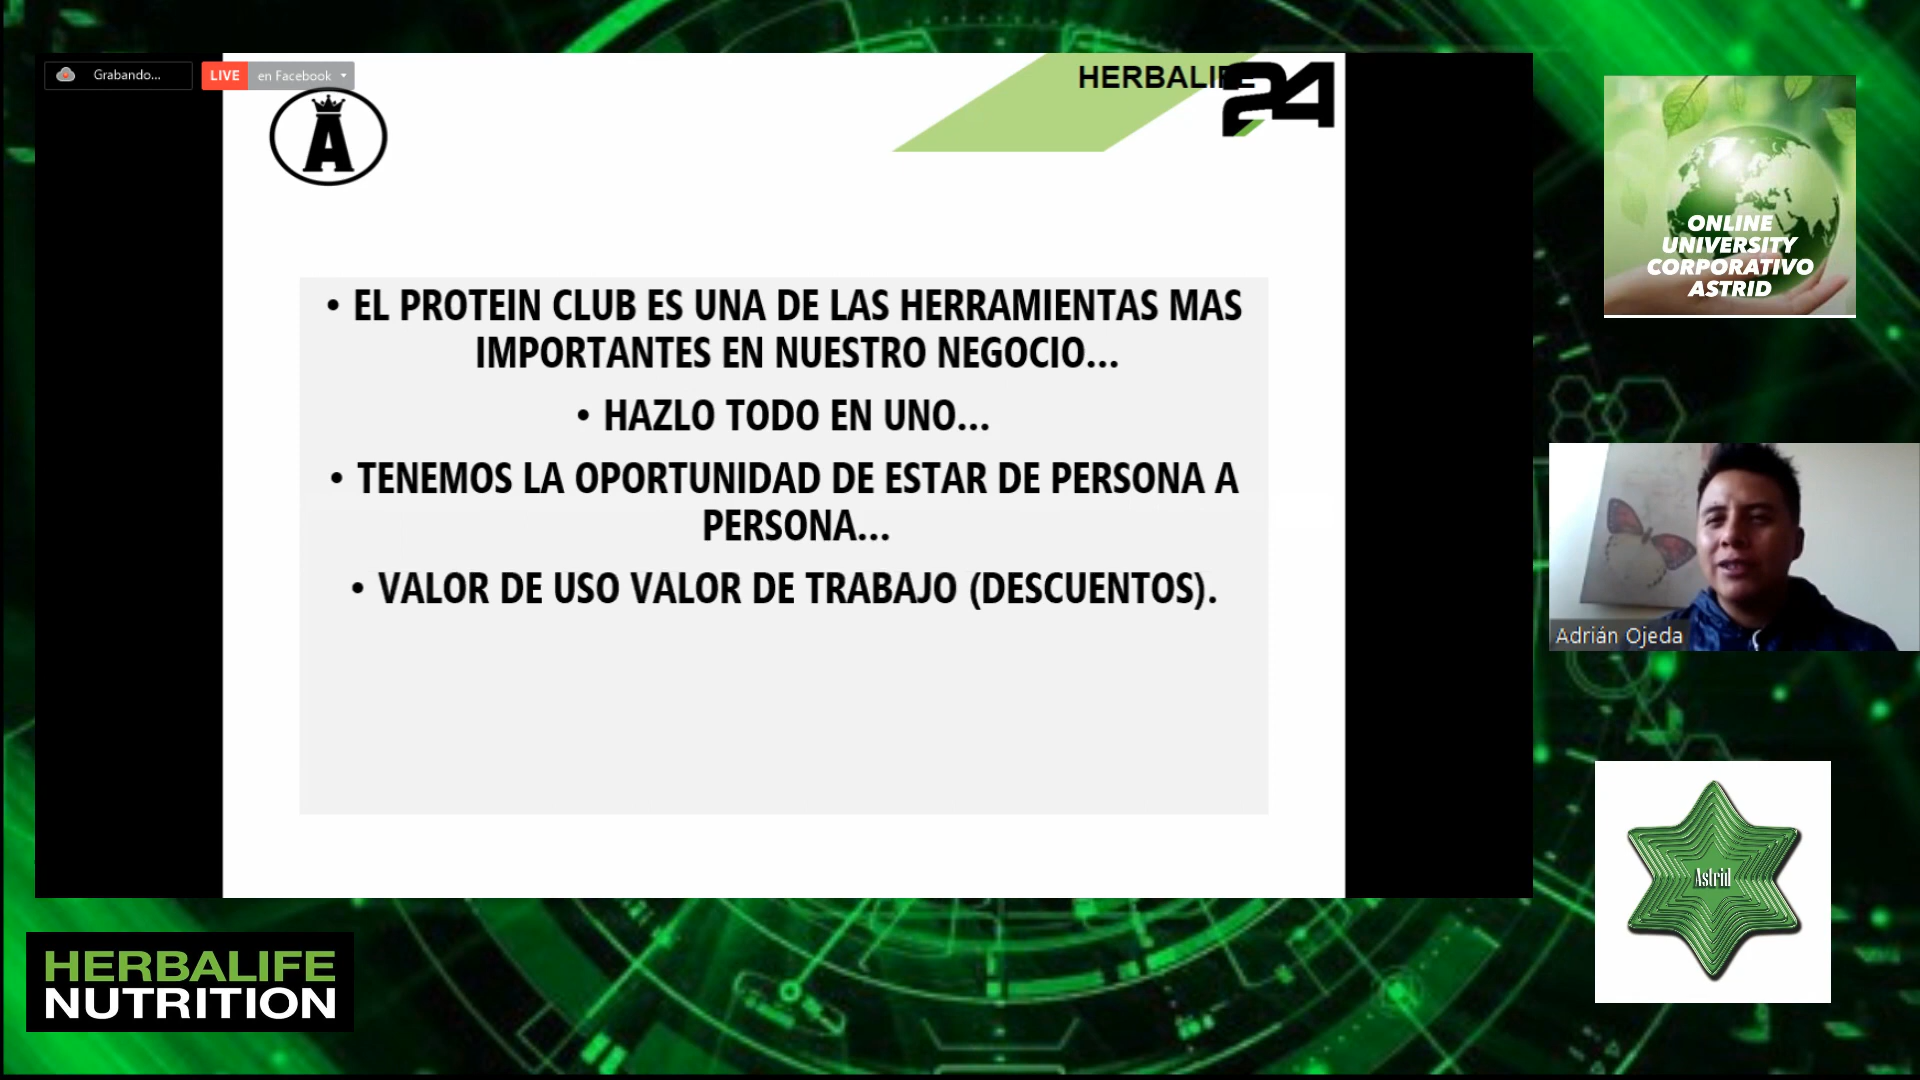 Grabando...
LIVE en Facebook
A
HERBALIFE
24
• EL PROTEIN CLUB ES UNA DE LAS HERRAMIENTAS MAS
IMPORTANTES EN NUESTRO NEGOCIO...
• HAZLO TODO EN UNO...
• TENEMOS LA OPORTUNIDAD DE ESTAR DE PERSONA A
PERSONA...
• VALOR DE USO VALOR DE TRABAJO (DESCUENTOS).
ONLINE
UNIVERSITY
CORPORATIVO
ASTRID
Adrián Ojeda
Astrid
HERBALIFE
NUTRITION